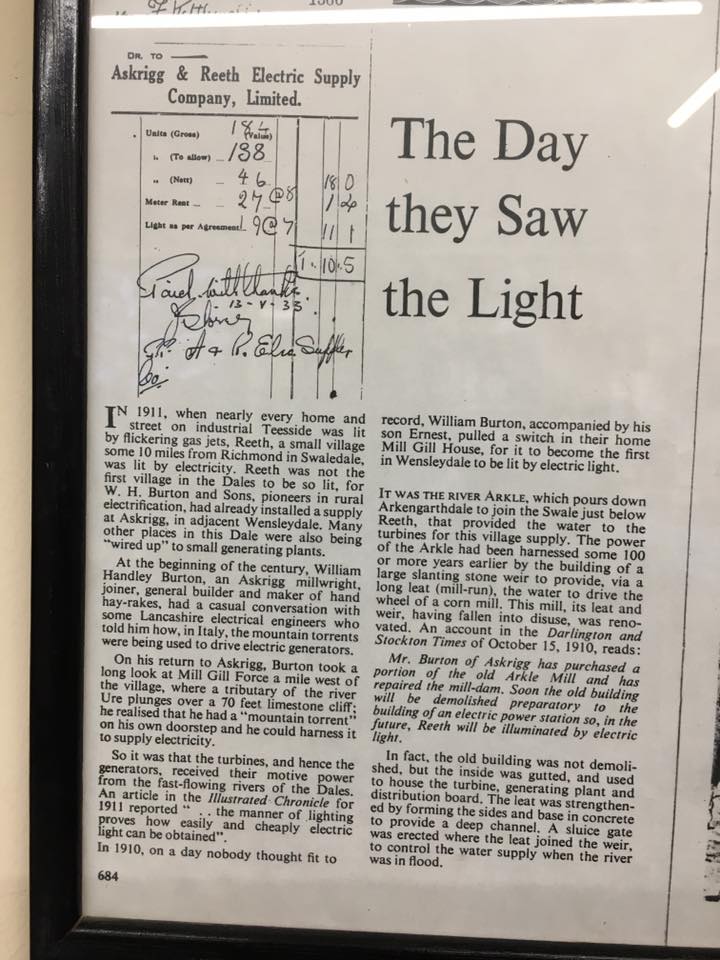 1566
DR. TO
Askrigg & Reeth Electric Supply
Company, Limited.
Units (Gross) 184
(Value)
„ (To allow) 138
„ (Nett) 46 18 0
Meter Rent 27 @ 8 1 4
Light as per Agreement 19 @ 7 11 1
1. 10. 5
Paid with thanks
13-V-33
A & R. Elec Supply
Co.
The Day
they Saw
the Light
IN 1911, when nearly every home and
street on industrial Teesside was lit
by flickering gas jets, Reeth, a small village
some 10 miles from Richmond in Swaledale,
was lit by electricity. Reeth was not the
first village in the Dales to be so lit, for
W. H. Burton and Sons, pioneers in rural
electrification, had already installed a supply
at Askrigg, in adjacent Wensleydale. Many
other places in this Dale were also being
"wired up" to small generating plants.
At the beginning of the century, William
Handley Burton, an Askrigg millwright,
joiner, general builder and maker of hand
hay-rakes, had a casual conversation with
some Lancashire electrical engineers who
told him how, in Italy, the mountain torrents
were being used to drive electric generators.
On his return to Askrigg, Burton took a
long look at Mill Gill Force a mile west of
the village, where a tributary of the river
Ure plunges over a 70 feet limestone cliff;
he realised that he had a "mountain torrent"
on his own doorstep and he could harness it
to supply electricity.
So it was that the turbines, and hence the
generators, received their motive power
from the fast-flowing rivers of the Dales.
An article in the Illustrated Chronicle for
1911 reported " . . the manner of lighting
proves how easily and cheaply electric
light can be obtained".
In 1910, on a day nobody thought fit to
684
record, William Burton, accompanied by his
son Ernest, pulled a switch in their home
Mill Gill House, for it to become the first
in Wensleydale to be lit by electric light.
IT WAS THE RIVER ARKLE, which pours down
Arkengarthdale to join the Swale just below
Reeth, that provided the water to the
turbines for this village supply. The power
of the Arkle had been harnessed some 100
or more years earlier by the building of a
large slanting stone weir to provide, via a
long leat (mill-run), the water to drive the
wheel of a corn mill. This mill, its leat and
weir, having fallen into disuse, was reno-
vated. An account in the Darlington and
Stockton Times of October 15, 1910, reads:
Mr. Burton of Askrigg has purchased a
portion of the old Arkle Mill and has
repaired the mill-dam. Soon the old building
will be demolished preparatory to the
building of an electric power station so, in the
future, Reeth will be illuminated by electric
light.
In fact, the old building was not demoli-
shed, but the inside was gutted, and used
to house the turbine, generating plant and
distribution board. The leat was strengthen-
ed by forming the sides and base in concrete
to provide a deep channel. A sluice gate
was erected where the leat joined the weir,
to control the water supply when the river
was in flood.